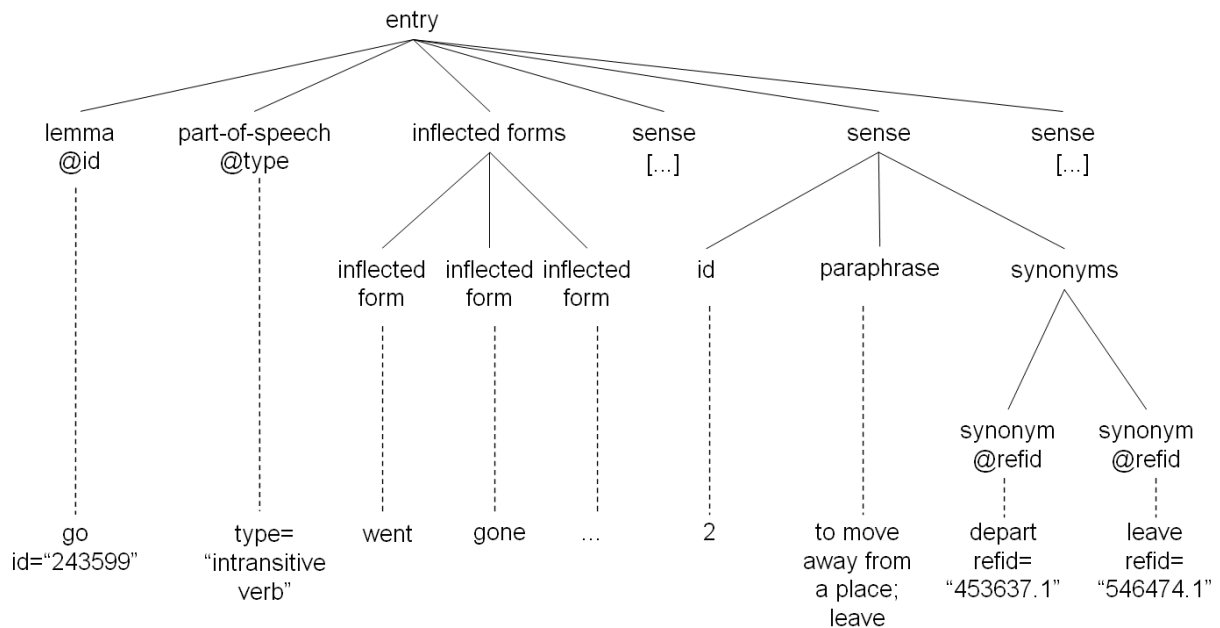 entry
lemma
@id
part-of-speech
@type
inflected forms
sense
[...]
sense
sense
[...]
inflected
form
inflected
form
inflected
form
id
paraphrase
synonyms
synonym
@refid
synonym
@refid
go
id=“243599”
type=
“intransitive
verb”
went
gone
...
2
to move
away from
a place;
leave
depart
refid=
“453637.1”
leave
refid=
“546474.1”